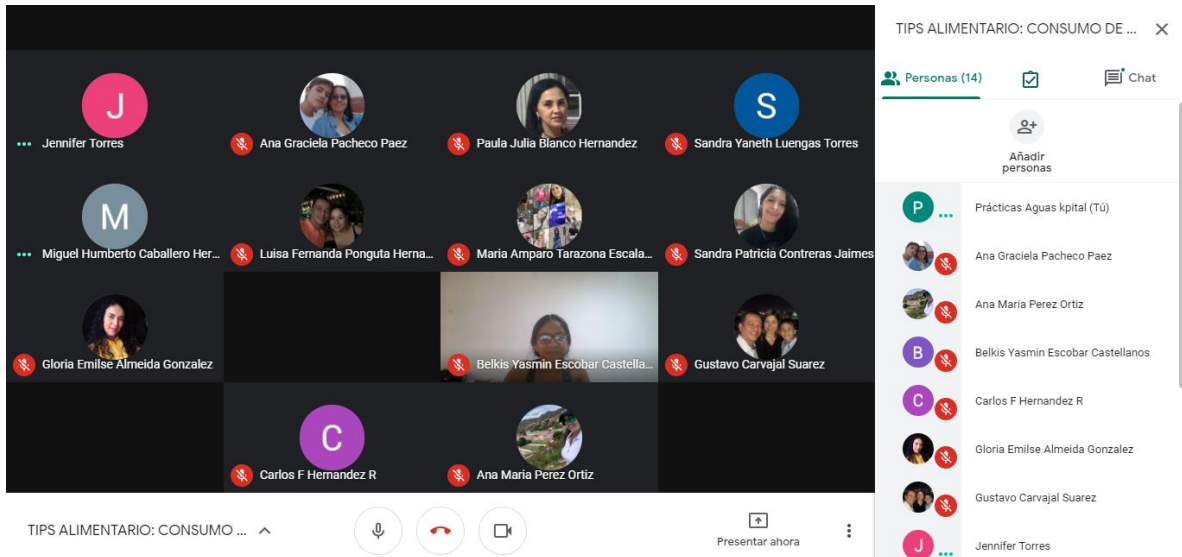 J
Jennifer Torres
Ana Graciela Pacheco Paez
Paula Julia Blanco Hernandez
S
Sandra Yaneth Luengas Torres
M
Miguel Humberto Caballero Her...
Luisa Fernanda Ponguta Herna...
Maria Amparo Tarazona Escala...
Sandra Patricia Contreras Jaimes
Gloria Emilse Almeida Gonzalez
Belkis Yasmin Escobar Castella...
Gustavo Carvajal Suarez
C
Carlos F Hernandez R
Ana Maria Perez Ortiz
TIPS ALIMENTARIO: CONSUMO ...
Presentar ahora
TIPS ALIMENTARIO: CONSUMO DE ...
Personas (14)
Chat
Añadir
personas
P
Prácticas Aguas kpital (Tú)
Ana Graciela Pacheco Paez
Ana Maria Perez Ortiz
B
Belkis Yasmin Escobar Castellanos
C
Carlos F Hernandez R
Gloria Emilse Almeida Gonzalez
Gustavo Carvajal Suarez
J
Jennifer Torres